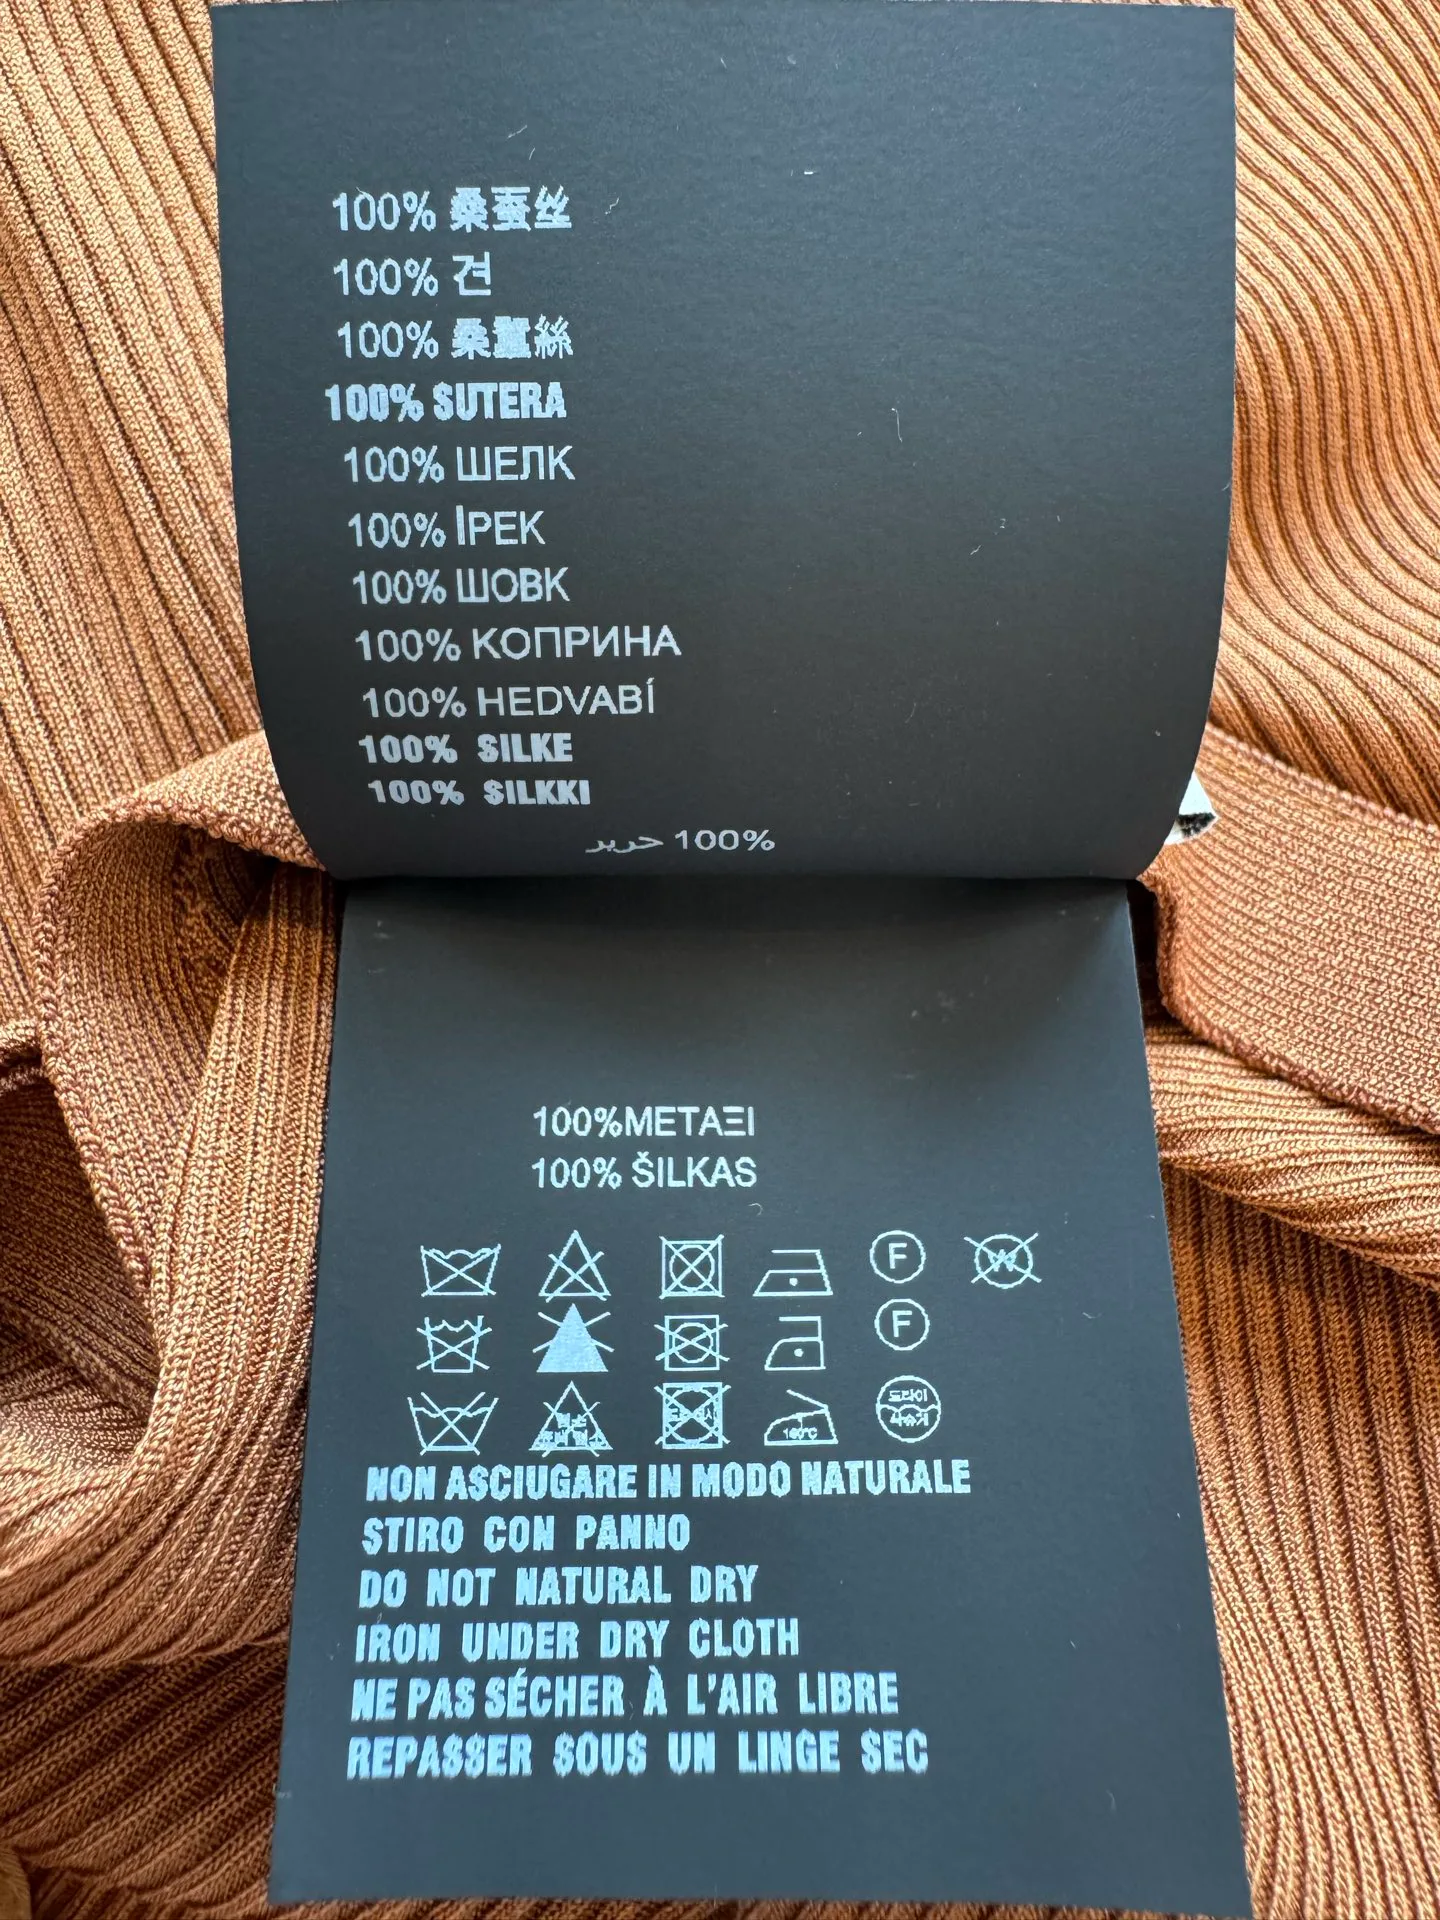 100% 桑蚕丝
100% 견
100% 桑蠶絲
100% SUTERA
100% ШЕЛК
100% İPEK
100% ШОВК
100% КОПРИНА
100% HEDVABÍ
100% SILKE
100% SILKKI
100% حرير
100%ΜΕΤΑΞΙ
100% ŠILKAS
F W
F
드라이
NON ASCIUGARE IN MODO NATURALE
STIRO CON PANNO
DO NOT NATURAL DRY
IRON UNDER DRY CLOTH
NE PAS SÉCHER À L'AIR LIBRE
REPASSER SOUS UN LINGE SEC